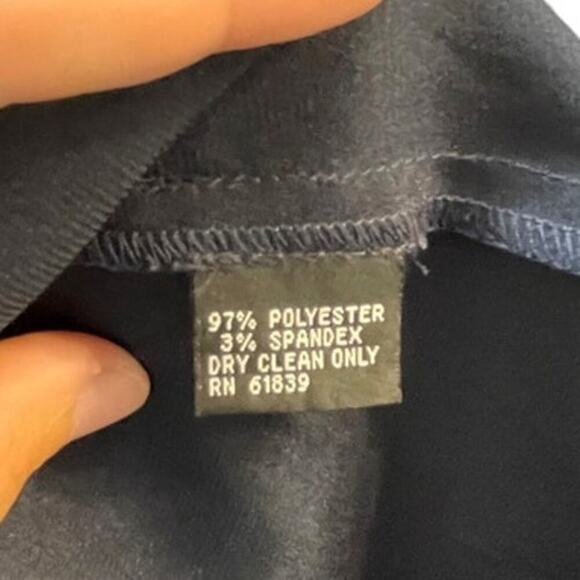 97% POLYESTER
3% SPANDEX
DRY CLEAN ONLY
RN 61839